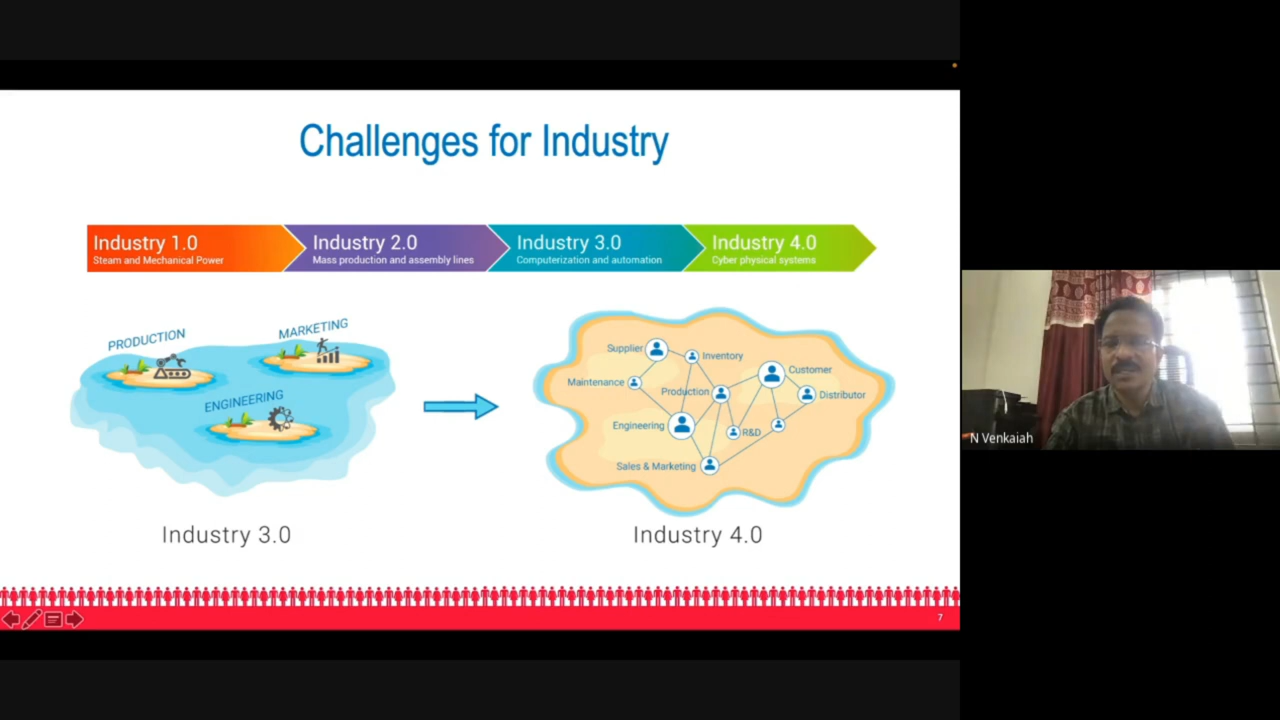 Challenges for Industry
Industry 1.0
Steam and Mechanical Power
Industry 2.0
Mass production and assembly lines
Industry 3.0
Computerization and automation
Industry 4.0
Cyber physical systems
PRODUCTION
MARKETING
ENGINEERING
Industry 3.0
Supplier
Inventory
Customer
Maintenance
Production
Distributor
Engineering
R&D
Sales & Marketing
Industry 4.0
7
N Venkaiah